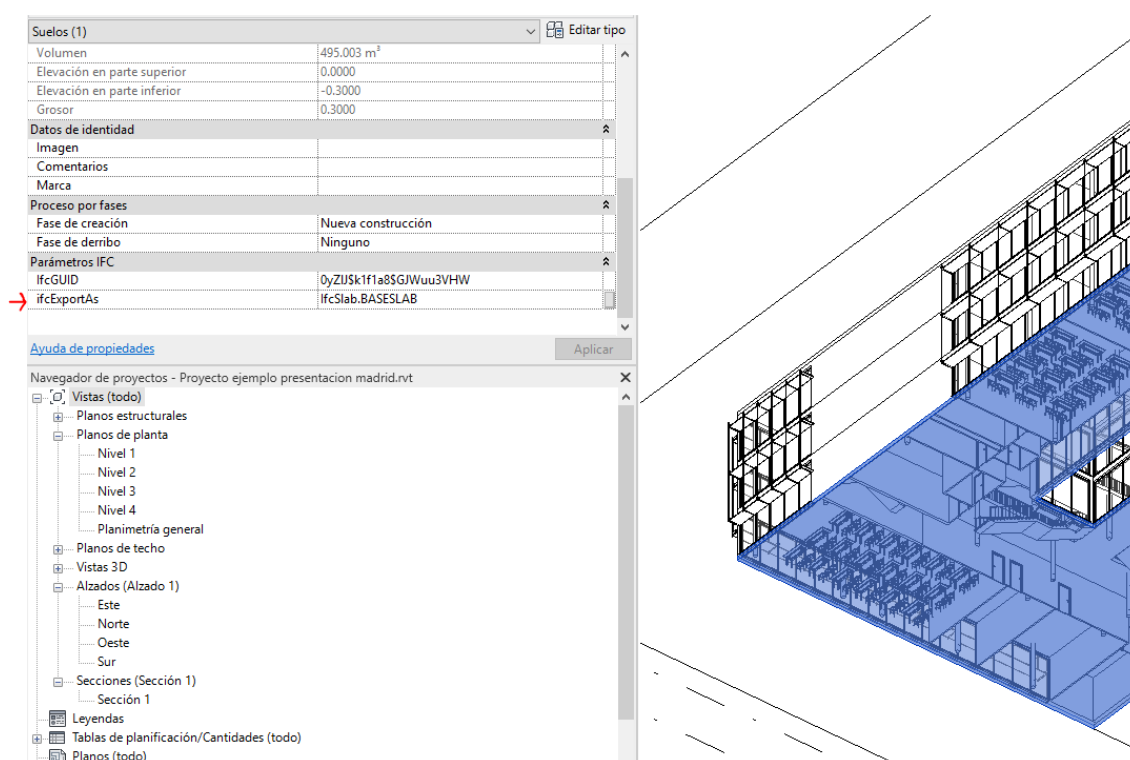 Suelos (1) Editar tipo
Volumen 495.003 m³
Elevación en parte superior 0.0000
Elevación en parte inferior -0.3000
Grosor 0.3000
Datos de identidad
Imagen
Comentarios
Marca
Proceso por fases
Fase de creación Nueva construcción
Fase de derribo Ninguno
Parámetros IFC
IfcGUID 0yZIJ$k1f1a8$GJWuu3VHW
ifcExportAs IfcSlab.BASESLAB
Ayuda de propiedades Aplicar
Navegador de proyectos - Proyecto ejemplo presentacion madrid.rvt
Vistas (todo)
Planos estructurales
Planos de planta
Nivel 1
Nivel 2
Nivel 3
Nivel 4
Planimetría general
Planos de techo
Vistas 3D
Alzados (Alzado 1)
Este
Norte
Oeste
Sur
Secciones (Sección 1)
Sección 1
Leyendas
Tablas de planificación/Cantidades (todo)
Planos (todo)